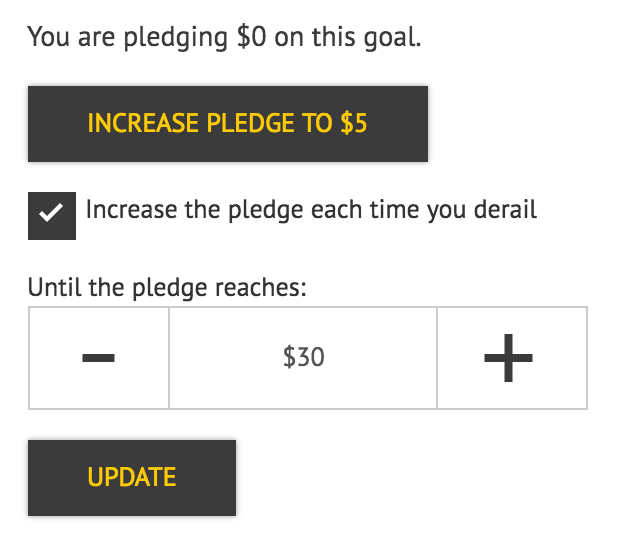 You are pledging $0 on this goal.
INCREASE PLEDGE TO $5
Increase the pledge each time you derail
Until the pledge reaches:
$30
UPDATE